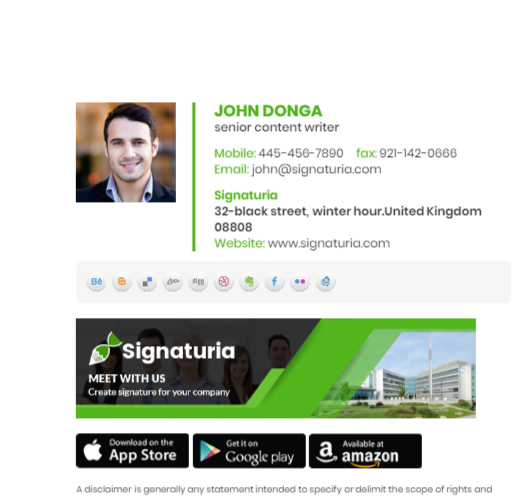 JOHN DONGA
senior content writer
Mobile: 445-456-7890 fax: 921-142-0666
Email: john@signaturia.com
Signaturia
32-black street, winter hour.United Kingdom
08808
Website: www.signaturia.com
Bē
digg
f
Signaturia
MEET WITH US
Create signature for your company
Download on the
App Store
Get it on
Google play
Available at
a amazon
A disclaimer is generally any statement intended to specify or delimit the scope of rights and